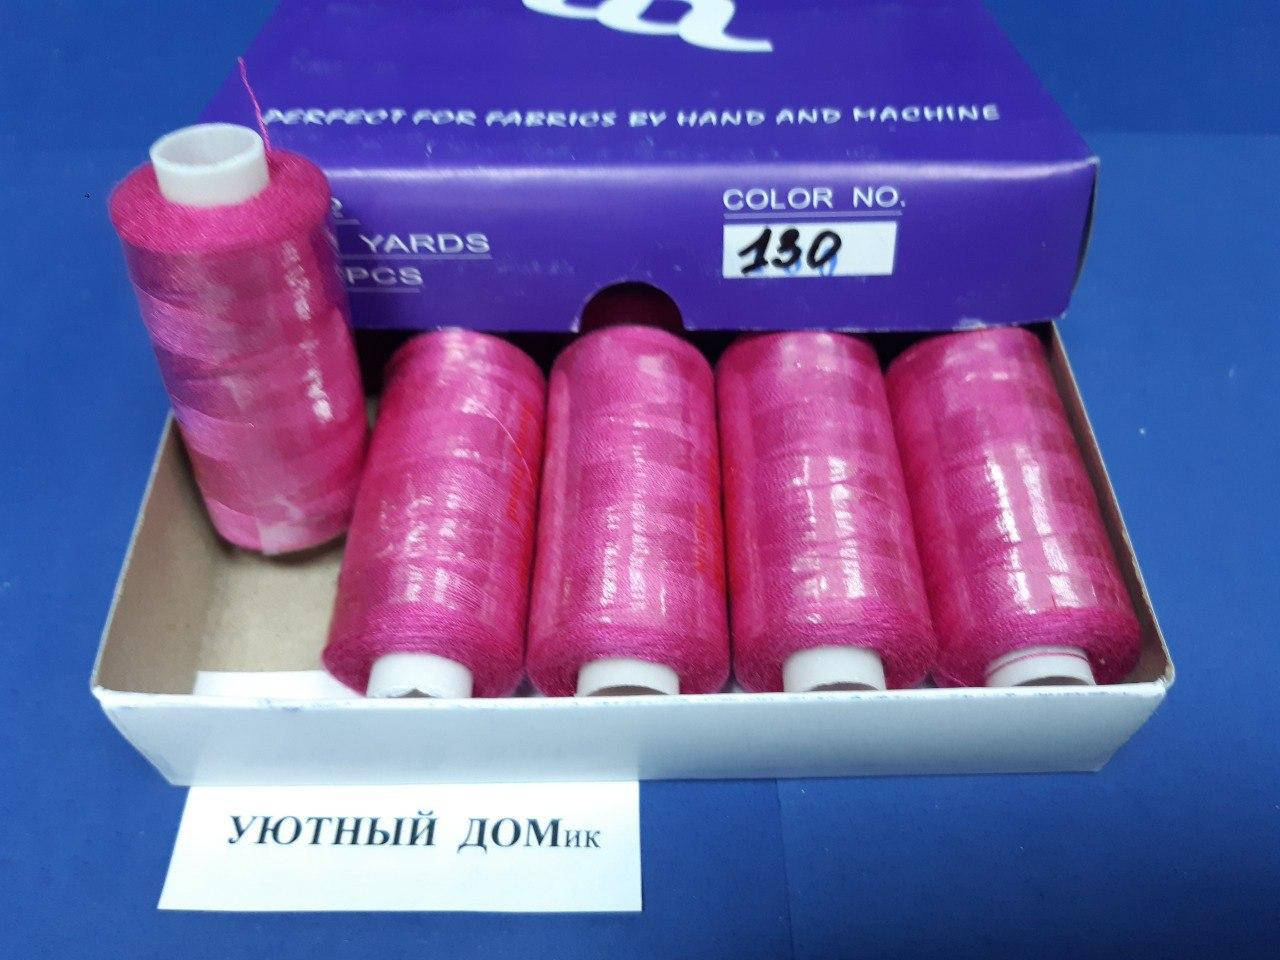 PERFECT FOR FABRICS BY HAND AND MACHINE
COLOR NO.
130
YARDS
PCS
УЮТНЫЙ ДОМик